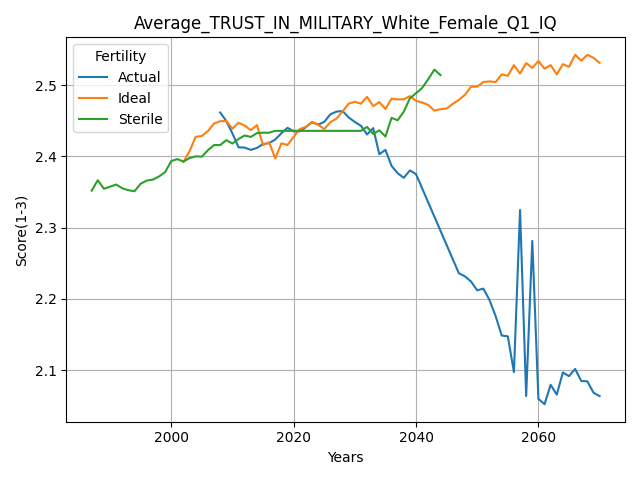 Average_TRUST_IN_MILITARY_White_Female_Q1_IQ
Fertility
Actual
Ideal
Sterile
Score(1-3)
2.5
2.4
2.3
2.2
2.1
2000
2020
2040
2060
Years